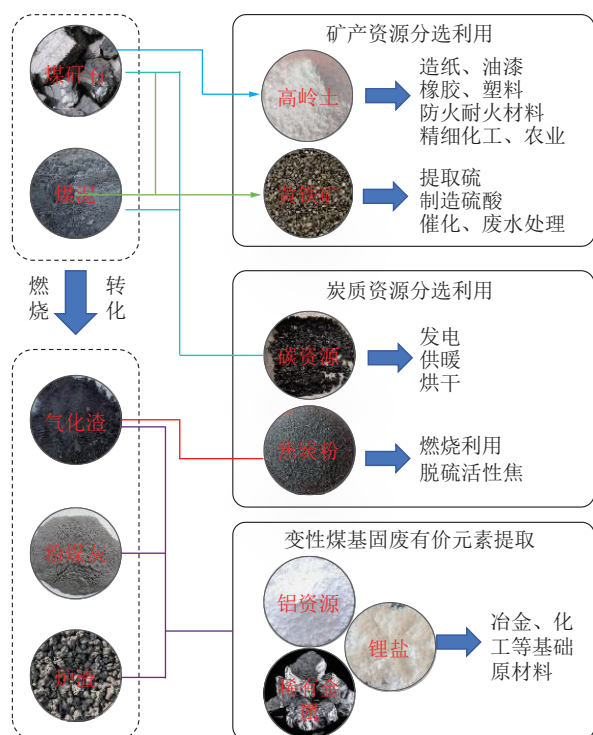 煤矸石
煤泥
燃烧
转化
气化渣
粉煤灰
炉渣
矿产资源分选利用
高岭土
造纸、油漆
橡胶、塑料
防火耐火材料
精细化工、农业
黄铁矿
提取硫
制造硫酸
催化、废水处理
炭质资源分选利用
碳资源
发电
供暖
烘干
焦炭粉
燃烧利用
脱硫活性焦
变性煤基固废有价元素提取
铝资源
锂盐
稀有金
属
冶金、化
工等基础
原材料